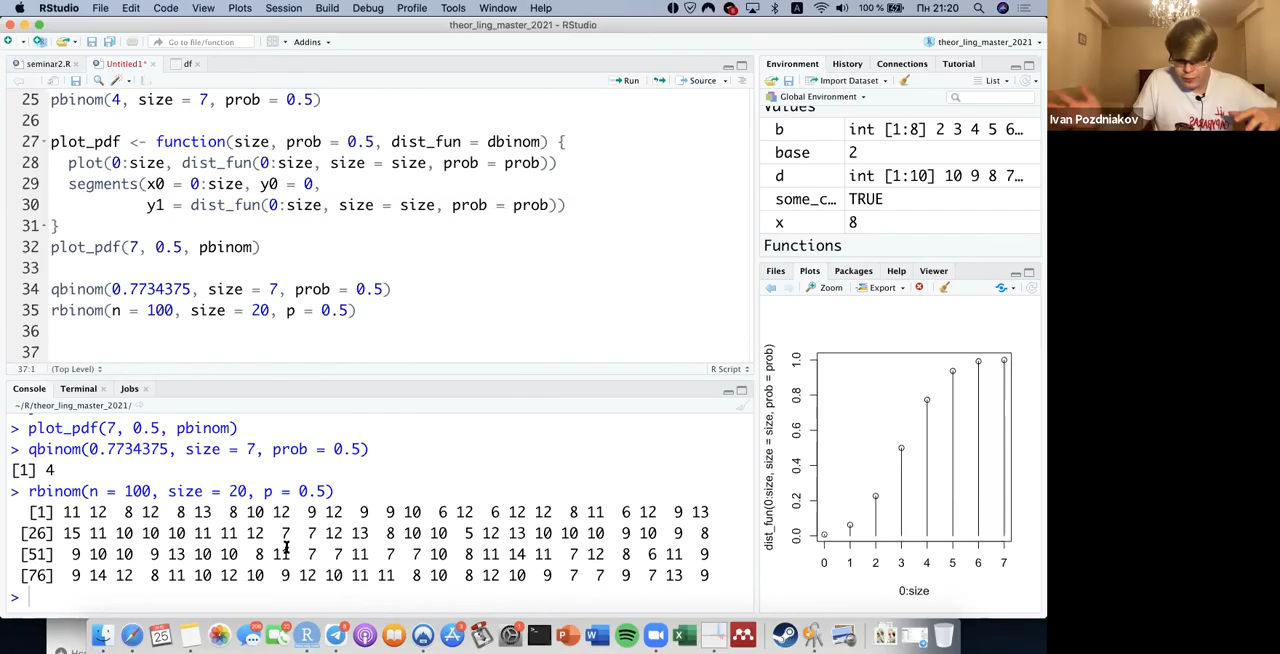 RStudio File Edit Code View Plots Session Build Debug Profile Tools Window Help 100 % Пн 21:20
theor_ling_master_2021 - RStudio
Go to file/function Addins theor_ling_master_2021
seminar2.R Untitled1* df
Run Source
25 pbinom(4, size = 7, prob = 0.5)
26
27 plot_pdf <- function(size, prob = 0.5, dist_fun = dbinom) {
28 plot(0:size, dist_fun(0:size, size = size, prob = prob))
29 segments(x0 = 0:size, y0 = 0,
30 y1 = dist_fun(0:size, size = size, prob = prob))
31 }
32 plot_pdf(7, 0.5, pbinom)
33
34 qbinom(0.7734375, size = 7, prob = 0.5)
35 rbinom(n = 100, size = 20, p = 0.5)
36
37
37:1 (Top Level) R Script
Console Terminal Jobs
~/R/theor_ling_master_2021/
> plot_pdf(7, 0.5, pbinom)
> qbinom(0.7734375, size = 7, prob = 0.5)
[1] 4
> rbinom(n = 100, size = 20, p = 0.5)
[1] 11 12 8 12 8 13 8 10 12 9 12 9 9 10 6 12 6 12 12 8 11 6 12 9 13
[26] 15 11 10 10 10 11 11 12 7 7 12 13 8 10 10 5 12 13 10 10 10 9 10 9 8
[51] 9 10 10 9 13 10 10 8 11 7 7 11 7 7 10 8 11 14 11 7 12 8 6 11 9
[76] 9 14 12 8 11 10 12 10 9 12 10 11 11 8 10 8 12 10 9 7 7 9 7 13 9
>
Environment History Connections Tutorial
Import Dataset List
Global Environment
Values
b int [1:8] 2 3 4 5 6…
base 2
d int [1:10] 10 9 8 7…
some_c… TRUE
x 8
Functions
Files Plots Packages Help Viewer
Zoom Export
dist_fun(0:size, size = size, prob = prob)
1.0
0.8
0.6
0.4
0.2
0.0
0 1 2 3 4 5 6 7
0:size
Ivan Pozdniakov